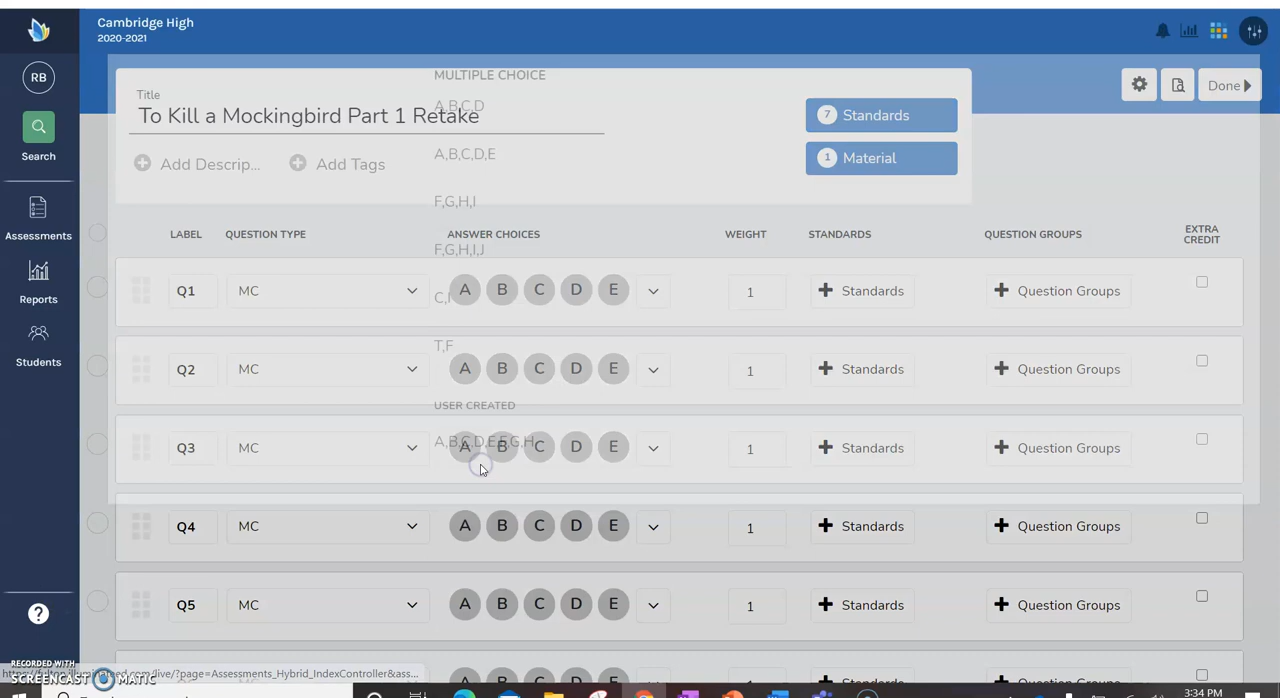 Cambridge High
2020-2021
RB
Search
Assessments
Reports
Students
Title
To Kill a Mockingbird Part 1 Retake
Add Descrip...
Add Tags
7 Standards
1 Material
Done
MULTIPLE CHOICE
A,B,C,D
A,B,C,D,E
F,G,H,I
F,G,H,I,J
T,F
USER CREATED
A,B,C,D,E,F,G,H
LABEL QUESTION TYPE ANSWER CHOICES WEIGHT STANDARDS QUESTION GROUPS EXTRA CREDIT
Q1 MC A B C D E 1 Standards Question Groups
Q2 MC A B C D E 1 Standards Question Groups
Q3 MC A B C D E 1 Standards Question Groups
Q4 MC A B C D E 1 Standards Question Groups
Q5 MC A B C D E 1 Standards Question Groups
A B C D E
Standards Question Groups
?
RECORDED WITH
SCREENCAST MATIC
3:34 PM